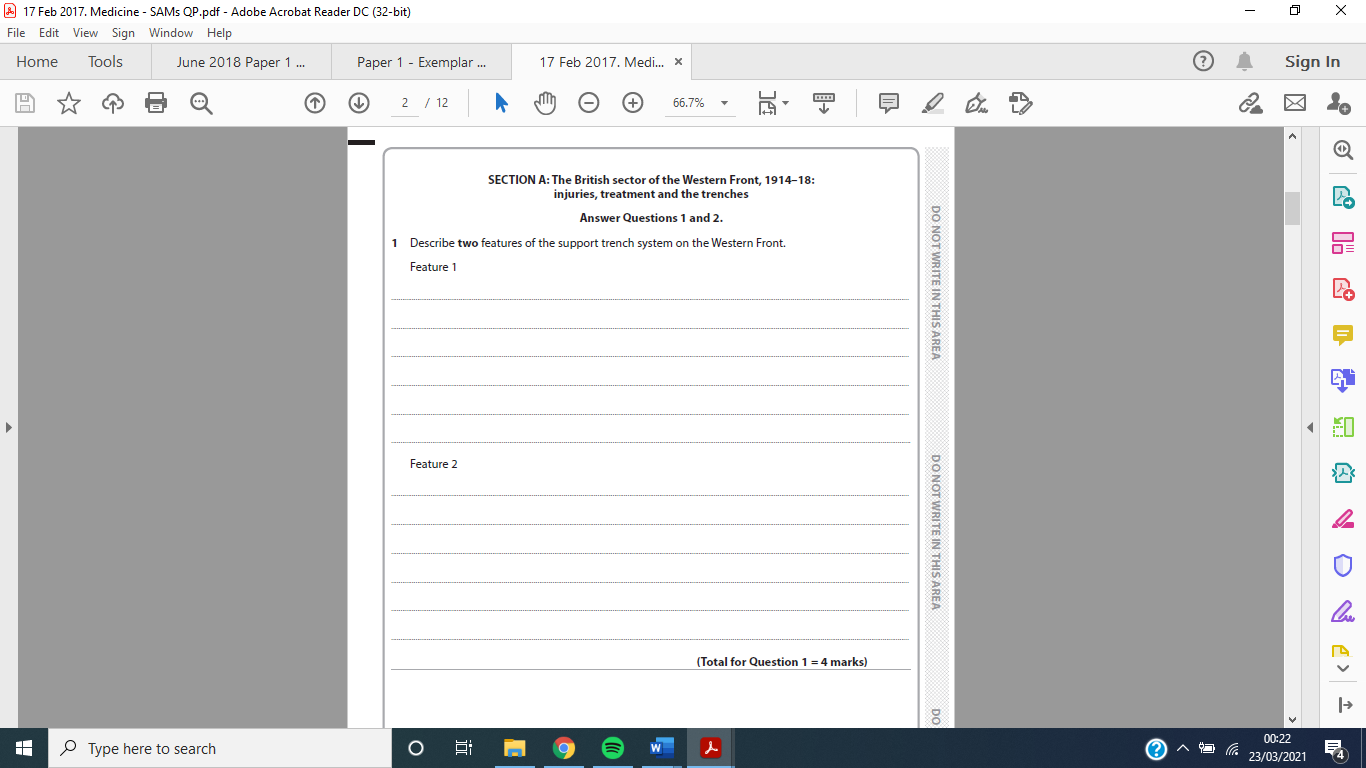 17 Feb 2017. Medicine - SAMs QP.pdf - Adobe Acrobat Reader DC (32-bit)
File Edit View Sign Window Help
Home Tools June 2018 Paper 1 ... Paper 1 - Exemplar ... 17 Feb 2017. Medi... × Sign In
2 / 12 66.7%
SECTION A: The British sector of the Western Front, 1914–18:
injuries, treatment and the trenches
Answer Questions 1 and 2.
1 Describe two features of the support trench system on the Western Front.
Feature 1
Feature 2
(Total for Question 1 = 4 marks)
DO NOT WRITE IN THIS AREA
DO NOT WRITE IN THIS AREA
DO
Type here to search
00:22
23/03/2021
4